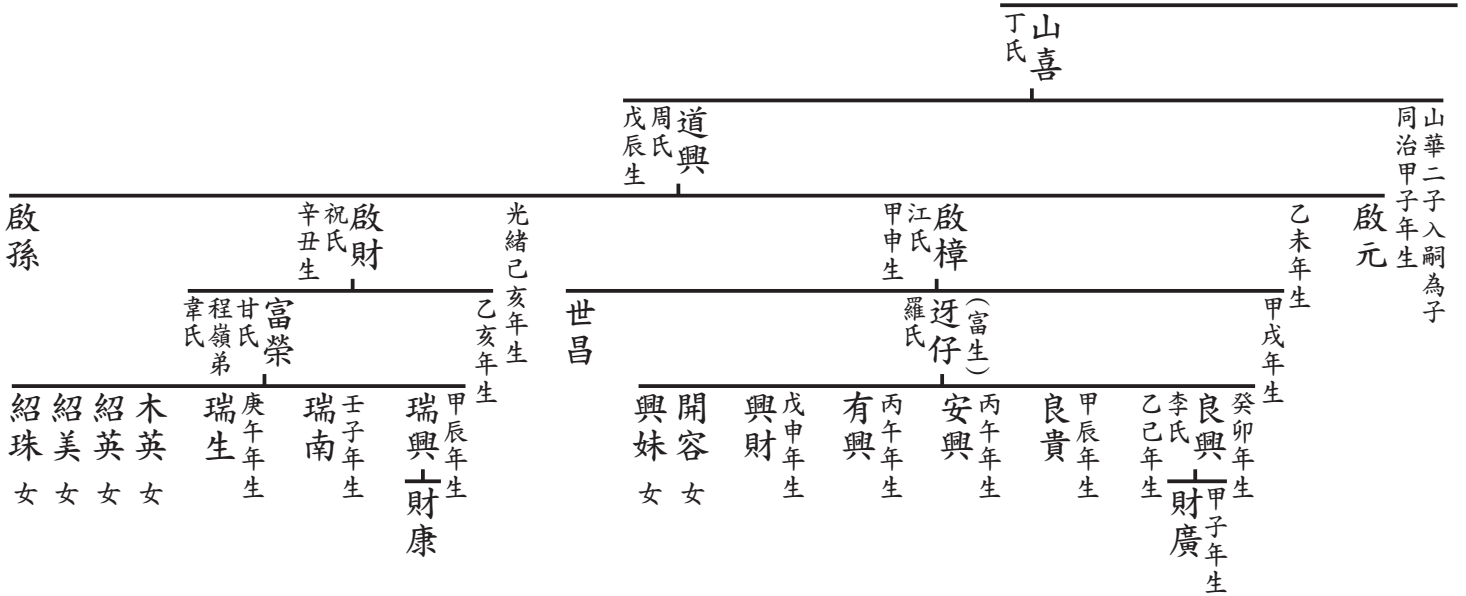 山喜
丁氏
山華二子入嗣為子
同治甲子年生
道興
周氏
戊辰生
啟元
乙未年生
啟樟
江氏
甲申生
光緒己亥年生
啟財
祝氏
辛丑生
啟孫
甲戌年生
(富生)
迓仔
羅氏
世昌
乙亥年生
富榮
甘氏
程嶺弟
韋氏
癸卯年生
良興
李氏
乙己年生
甲辰年生
良貴
丙午年生
安興
丙午年生
有興
戊申年生
興財
開容 女
興妹 女
甲辰年生
瑞興
壬子年生
瑞南
庚午年生
瑞生
木英 女
紹英 女
紹美 女
紹珠 女
甲子年生
財廣
財康